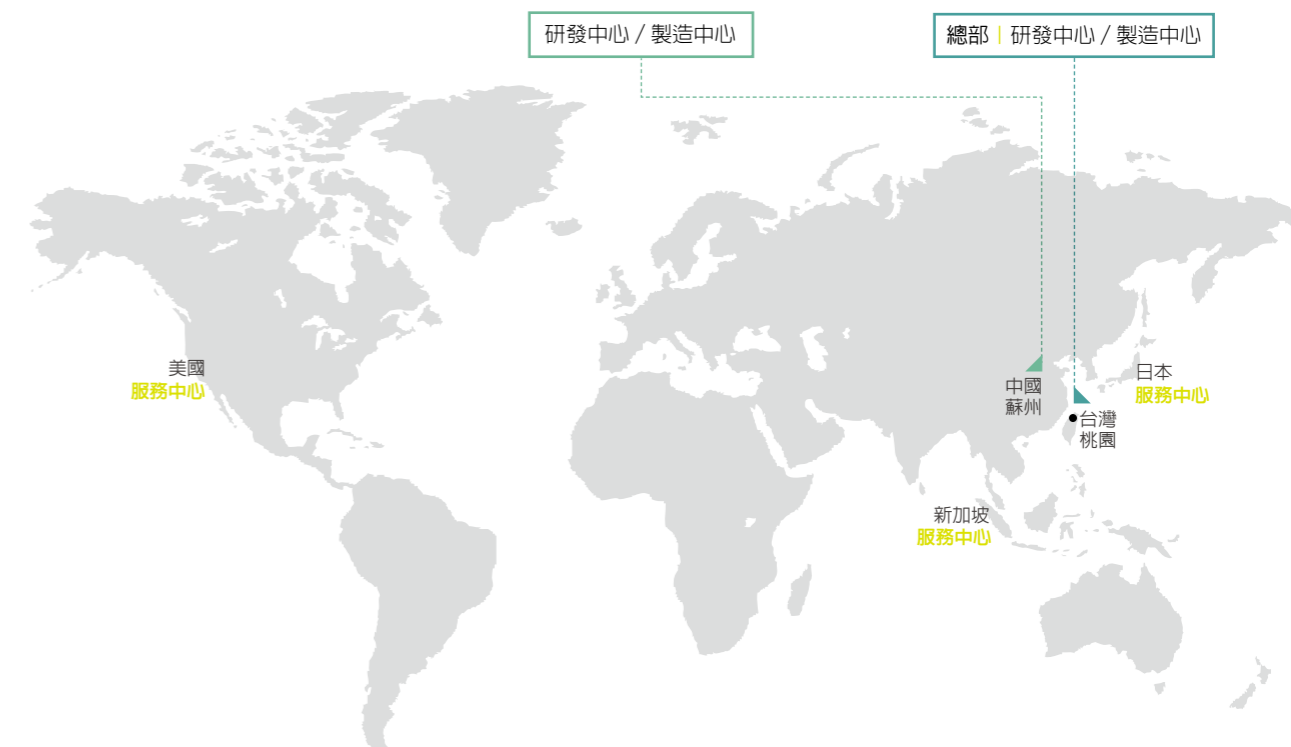 研發中心 / 製造中心
總部 | 研發中心 / 製造中心
美國
服務中心
中國
蘇州
台灣
桃園
日本
服務中心
新加坡
服務中心